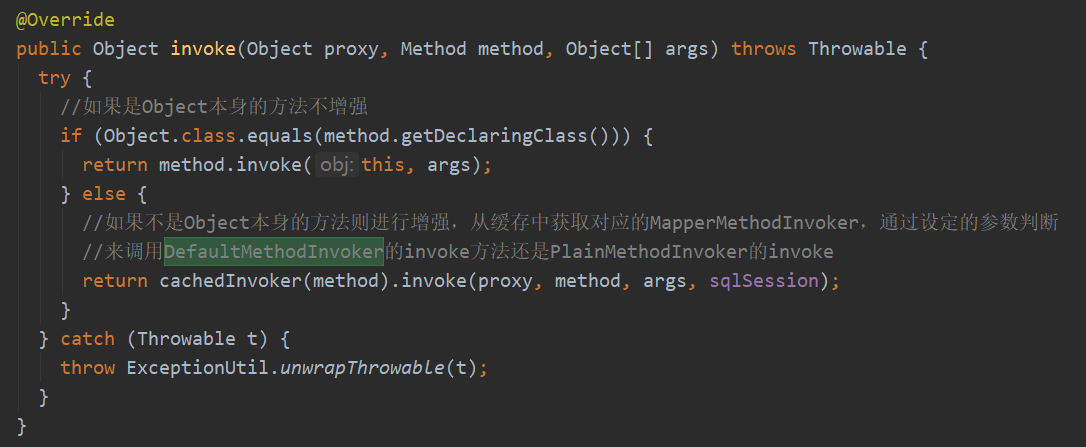 @Override
public Object invoke(Object proxy, Method method, Object[] args) throws Throwable {
try {
//如果是Object本身的方法不增强
if (Object.class.equals(method.getDeclaringClass())) {
return method.invoke( obj: this, args);
} else {
//如果不是Object本身的方法则进行增强，从缓存中获取对应的MapperMethodInvoker，通过设定的参数判断
//来调用DefaultMethodInvoker的invoke方法还是PlainMethodInvoker的invoke
return cachedInvoker(method).invoke(proxy, method, args, sqlSession);
}
} catch (Throwable t) {
throw ExceptionUtil.unwrapThrowable(t);
}
}